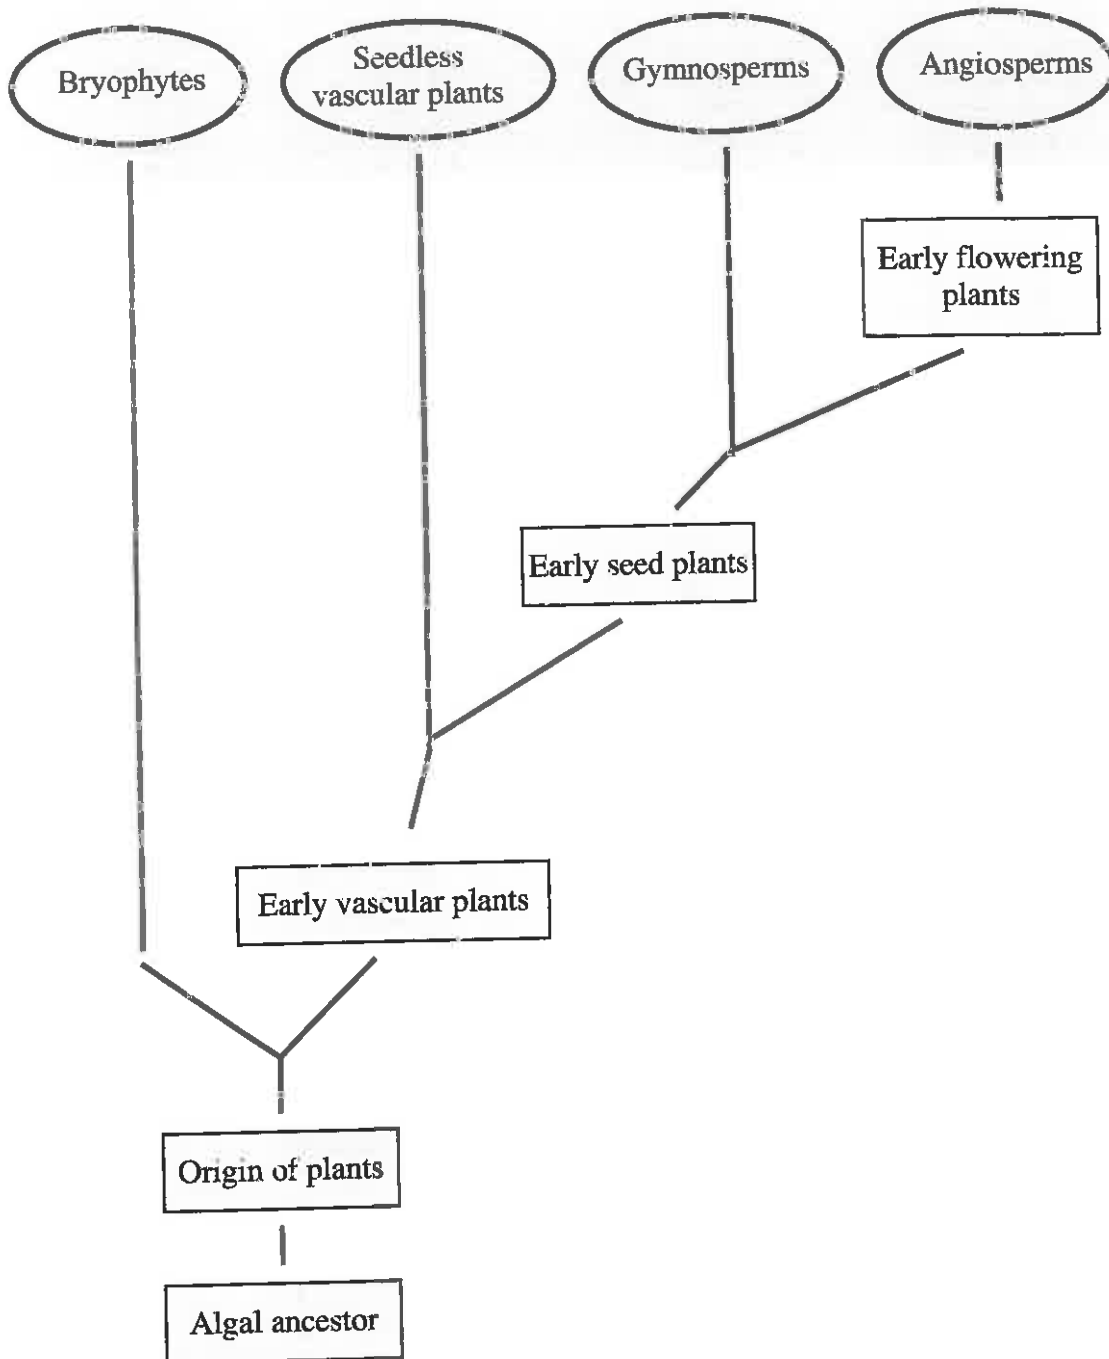 Bryophytes
Seedless
vascular plants
Gymnosperms
Angiosperms
Early flowering
plants
Early seed plants
Early vascular plants
Origin of plants
Algal ancestor